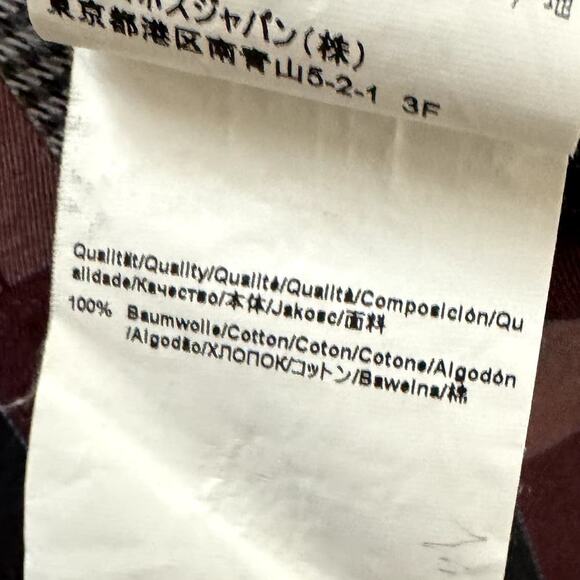 スジャパン(株)
東京都港区南青山5-2-1 3F
Qualität/Quality/Qualité/Qualità/Composición/Qu
alidade/Качество/本体/Jakosc/面料
100% Baumwolle/Cotton/Coton/Cotone/Algodón
/Algodão/ХЛОПОК/コットン/Bawelna/棉